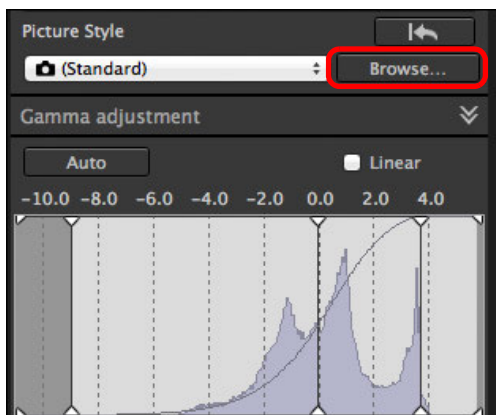 Picture Style
(Standard)
Browse...
Gamma adjustment
Auto
Linear
-10.0 -8.0 -6.0 -4.0 -2.0 0.0 2.0 4.0